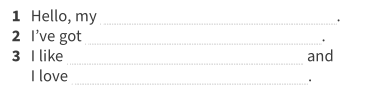 1 Hello, my ........................................ .
2 I've got ........................................ .
3 I like ........................................ and
I love ........................................ .